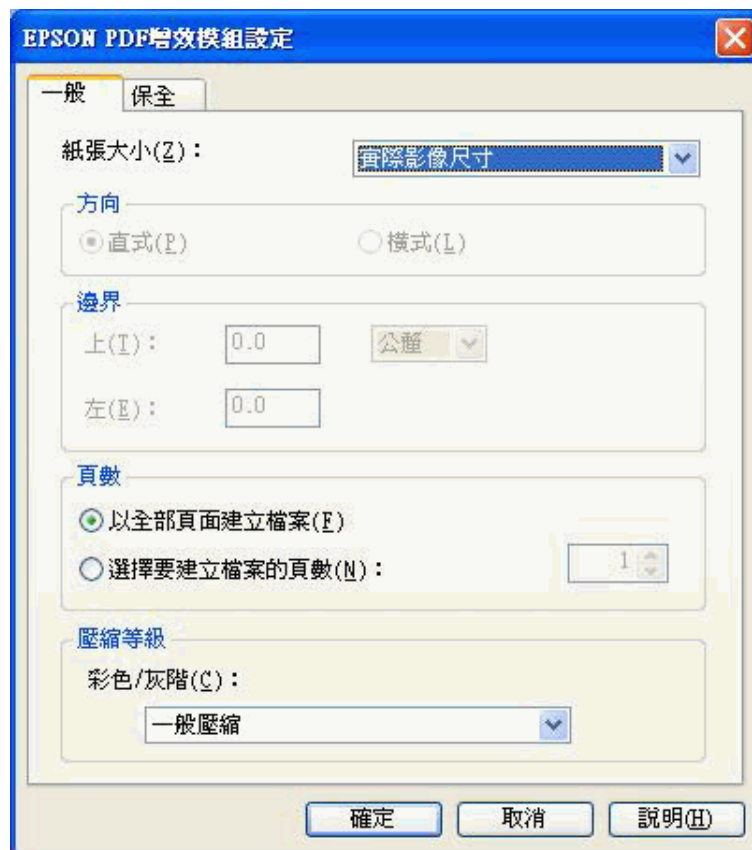 EPSON PDF增效模組設定
一般 保全
紙張大小(Z): 實際影像尺寸
方向
直式(P) 橫式(L)
邊界
上(T): 0.0 公釐
左(E): 0.0
頁數
以全部頁面建立檔案(F)
選擇要建立檔案的頁數(N): 1
壓縮等級
彩色/灰階(C):
一般壓縮
確定 取消 說明(H)